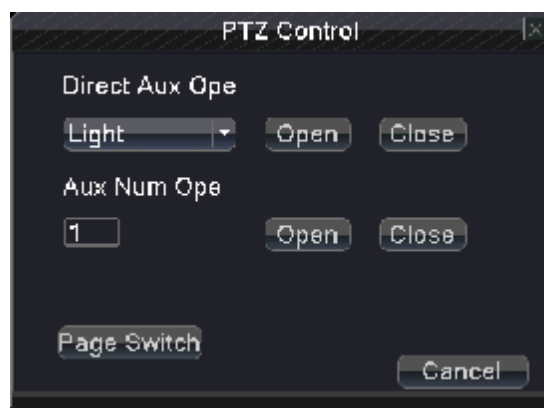 PTZ Control
Direct Aux Ope
Light Open Close
Aux Num Ope
1 Open Close
Page Switch
Cancel